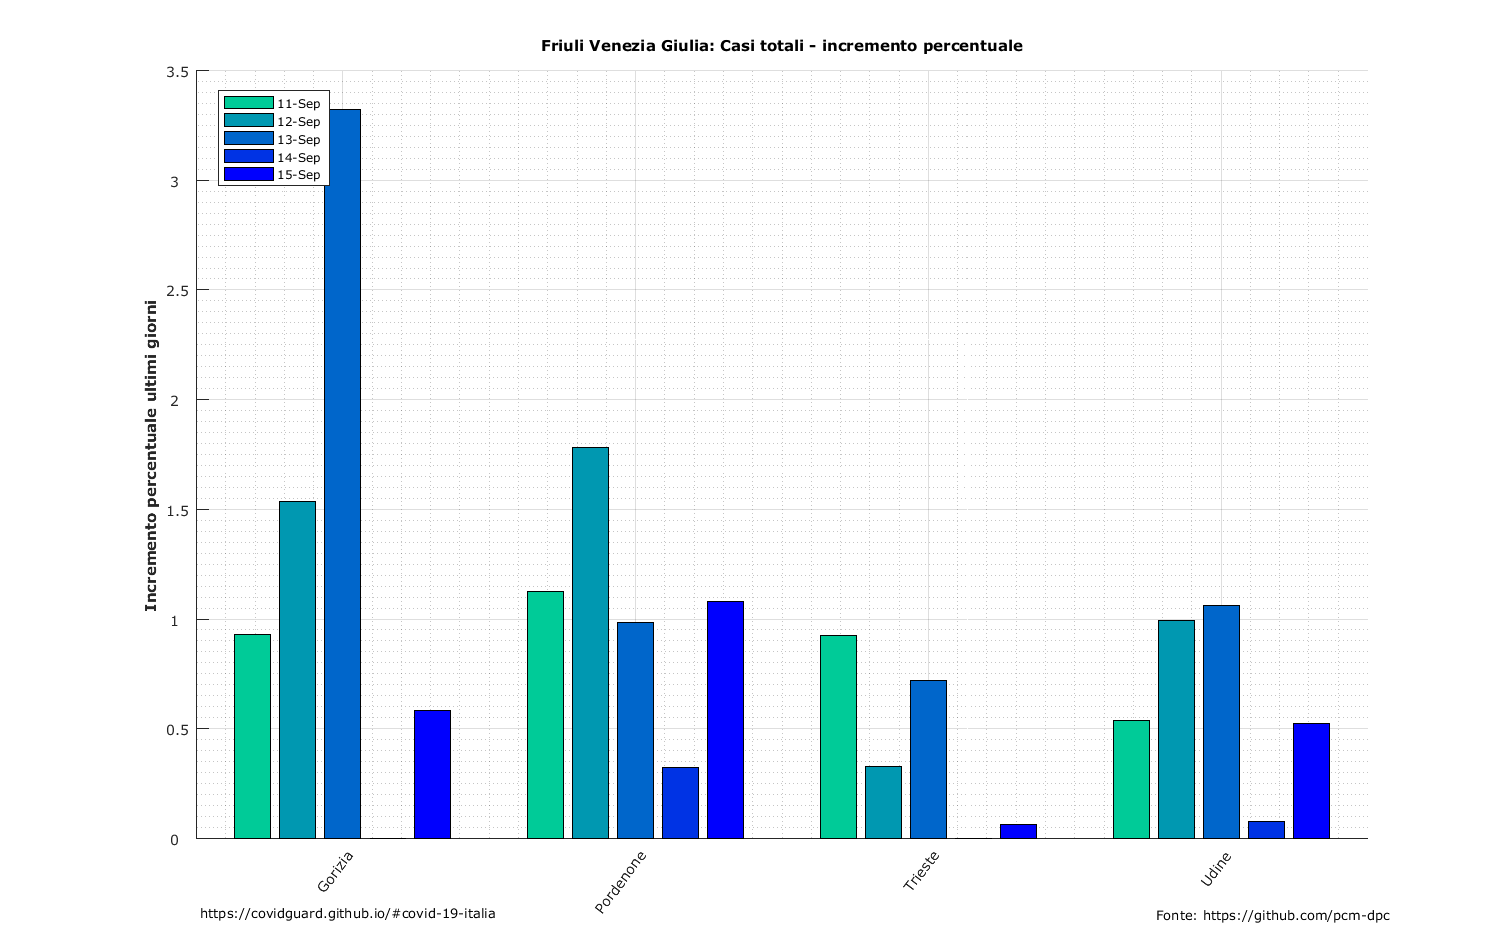 Friuli Venezia Giulia: Casi totali - incremento percentuale
Incremento percentuale ultimi giorni
3.5
3
2.5
2
1.5
1
0.5
0
11-Sep
12-Sep
13-Sep
14-Sep
15-Sep
Gorizia
Pordenone
Trieste
Udine
https://covidguard.github.io/#covid-19-italia
Fonte: https://github.com/pcm-dpc